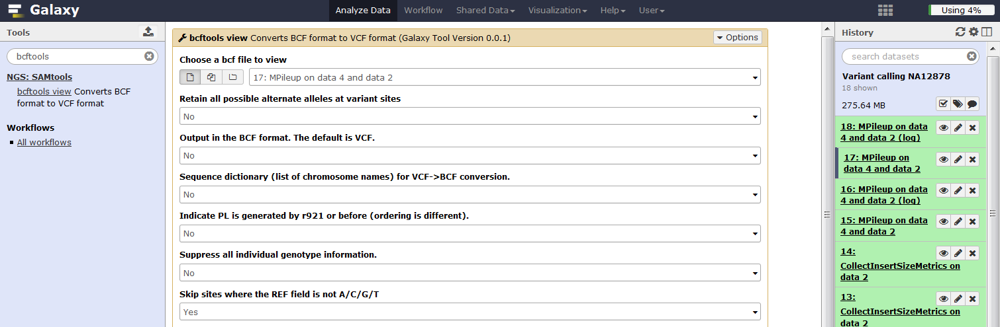 Galaxy
Analyze Data Workflow Shared Data Visualization Help User
Using 4%
Tools
bcftools
NGS: SAMtools
bcftools view Converts BCF
format to VCF format
Workflows
All workflows
bcftools view Converts BCF format to VCF format (Galaxy Tool Version 0.0.1)
Options
Choose a bcf file to view
17: MPileup on data 4 and data 2
Retain all possible alternate alleles at variant sites
No
Output in the BCF format. The default is VCF.
No
Sequence dictionary (list of chromosome names) for VCF->BCF conversion.
No
Indicate PL is generated by r921 or before (ordering is different).
No
Suppress all individual genotype information.
No
Skip sites where the REF field is not A/C/G/T
Yes
History
search datasets
Variant calling NA12878
18 shown
275.64 MB
18: MPileup on data
4 and data 2 (log)
17: MPileup on
data 4 and data 2
16: MPileup on data
4 and data 2 (log)
15: MPileup on data
4 and data 2
14:
CollectInsertSizeMetrics on
data 2
13:
CollectInsertSizeMetrics on
data 2